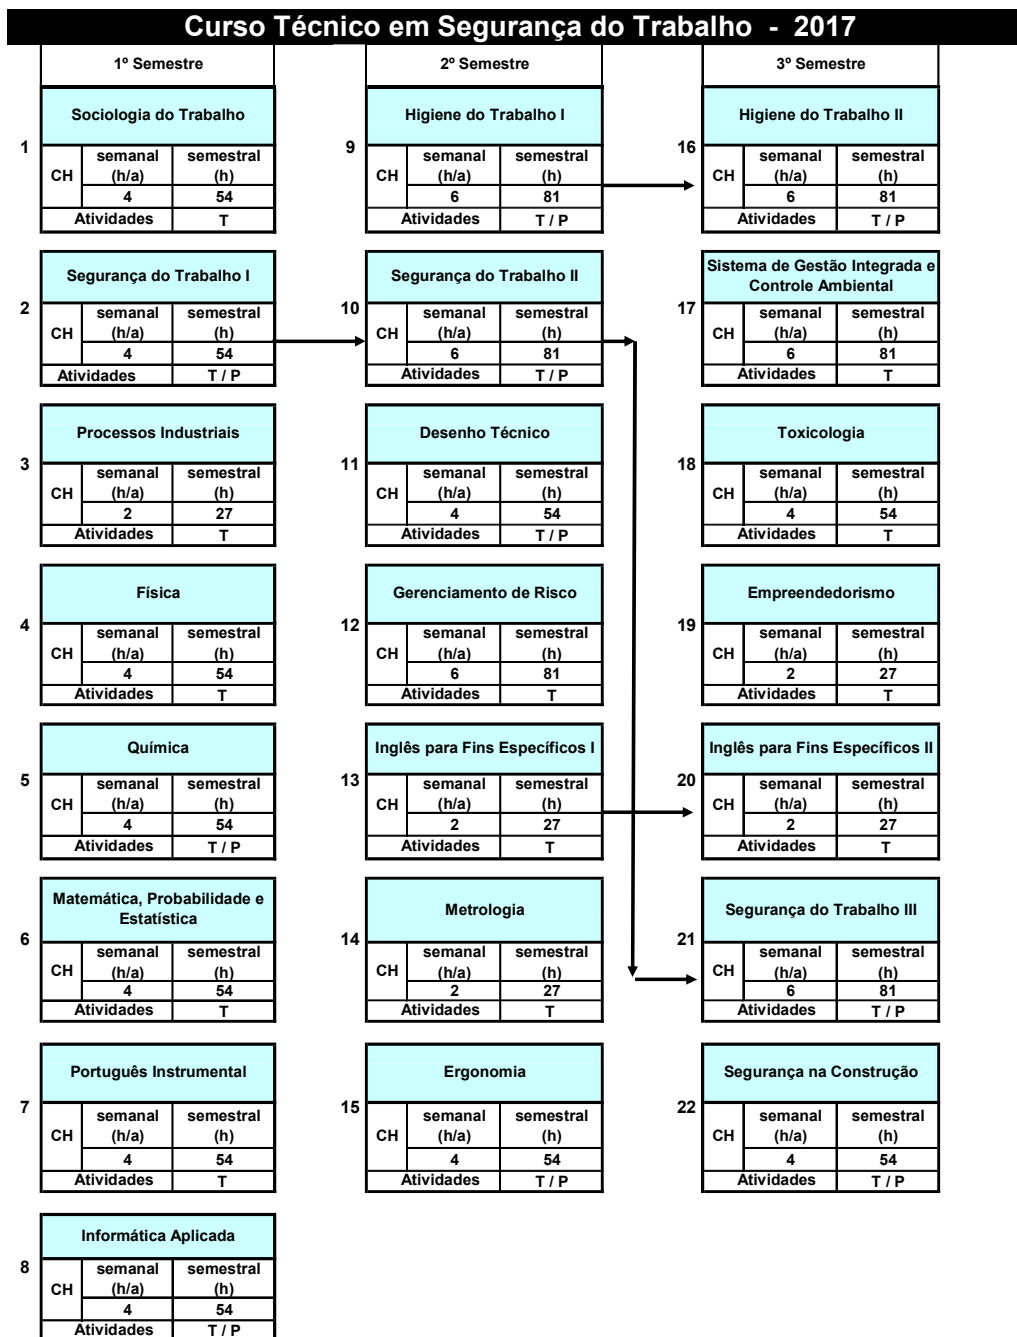 Curso Técnico em Segurança do Trabalho - 2017
1º Semestre
2º Semestre
3º Semestre
1
Sociologia do Trabalho
CH
semanal (h/a)
semestral (h)
4
54
Atividades
T
9
Higiene do Trabalho I
CH
semanal (h/a)
semestral (h)
6
81
Atividades
T / P
16
Higiene do Trabalho II
CH
semanal (h/a)
semestral (h)
6
81
Atividades
T / P
2
Segurança do Trabalho I
CH
semanal (h/a)
semestral (h)
4
54
Atividades
T / P
10
Segurança do Trabalho II
CH
semanal (h/a)
semestral (h)
6
81
Atividades
T / P
17
Sistema de Gestão Integrada e
Controle Ambiental
CH
semanal (h/a)
semestral (h)
6
81
Atividades
T
3
Processos Industriais
CH
semanal (h/a)
semestral (h)
2
27
Atividades
T
11
Desenho Técnico
CH
semanal (h/a)
semestral (h)
4
54
Atividades
T / P
18
Toxicologia
CH
semanal (h/a)
semestral (h)
4
54
Atividades
T
4
Física
CH
semanal (h/a)
semestral (h)
4
54
Atividades
T
12
Gerenciamento de Risco
CH
semanal (h/a)
semestral (h)
6
81
Atividades
T
19
Empreendedorismo
CH
semanal (h/a)
semestral (h)
2
27
Atividades
T
5
Química
CH
semanal (h/a)
semestral (h)
4
54
Atividades
T / P
13
Inglês para Fins Específicos I
CH
semanal (h/a)
semestral (h)
2
27
Atividades
T
20
Inglês para Fins Específicos II
CH
semanal (h/a)
semestral (h)
2
27
Atividades
T
6
Matemática, Probabilidade e
Estatística
CH
semanal (h/a)
semestral (h)
4
54
Atividades
T
14
Metrologia
CH
semanal (h/a)
semestral (h)
2
27
Atividades
T
21
Segurança do Trabalho III
CH
semanal (h/a)
semestral (h)
6
81
Atividades
T / P
7
Português Instrumental
CH
semanal (h/a)
semestral (h)
4
54
Atividades
T
15
Ergonomia
CH
semanal (h/a)
semestral (h)
4
54
Atividades
T / P
22
Segurança na Construção
CH
semanal (h/a)
semestral (h)
4
54
Atividades
T / P
8
Informática Aplicada
CH
semanal (h/a)
semestral (h)
4
54
Atividades
T / P